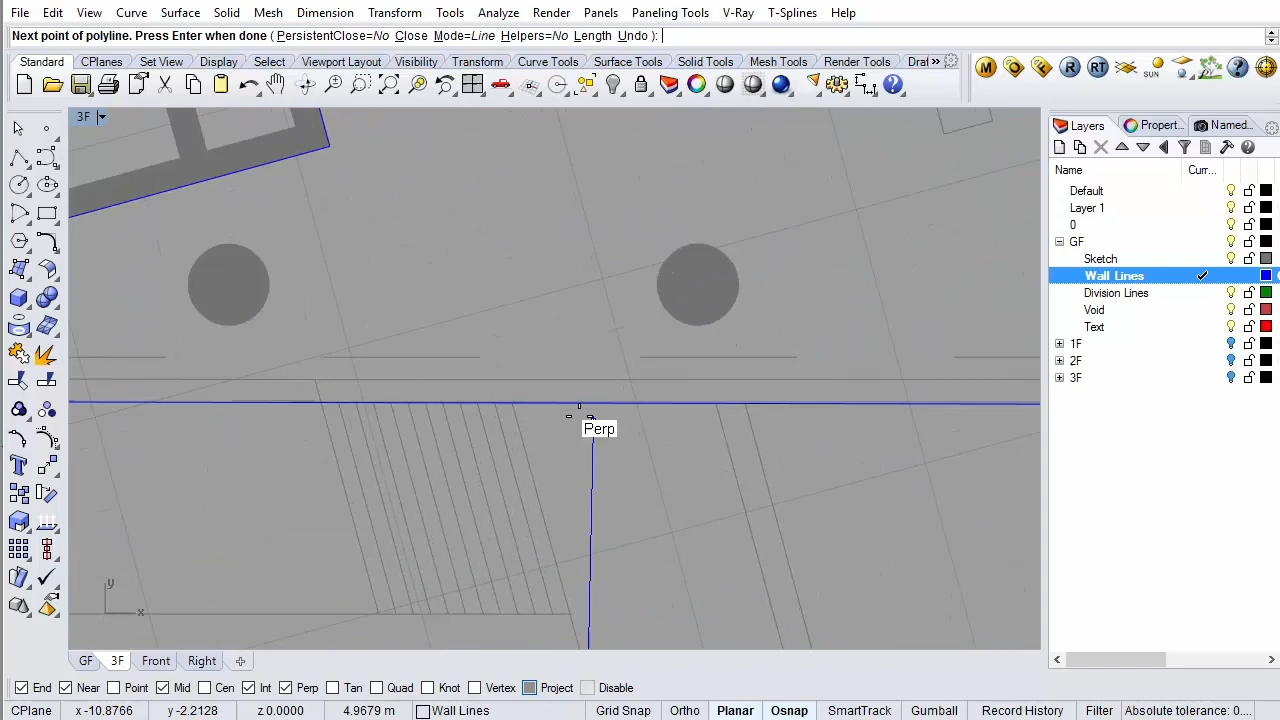 File Edit View Curve Surface Solid Mesh Dimension Transform Tools Analyze Render Panels Paneling Tools V-Ray T-Splines Help
Next point of polyline. Press Enter when done ( PersistentClose=No Close Mode=Line Helpers=No Length Undo ):
Standard CPlanes Set View Display Select Viewport Layout Visibility Transform Curve Tools Surface Tools Solid Tools Mesh Tools Render Tools Draf »
M R RT
3F
Layers Propert... Named...
Name Curr...
Default
Layer 1
0
GF
Sketch
Wall Lines
Division Lines
Void
Text
1F
2F
3F
Perp
y
x
GF 3F Front Right
End Near Point Mid Cen Int Perp Tan Quad Knot Vertex Project Disable
CPlane x -10.8766 y -2.2128 z 0.0000 4.9679 m Wall Lines Grid Snap Ortho Planar Osnap SmartTrack Gumball Record History Filter Absolute tolerance: 0....